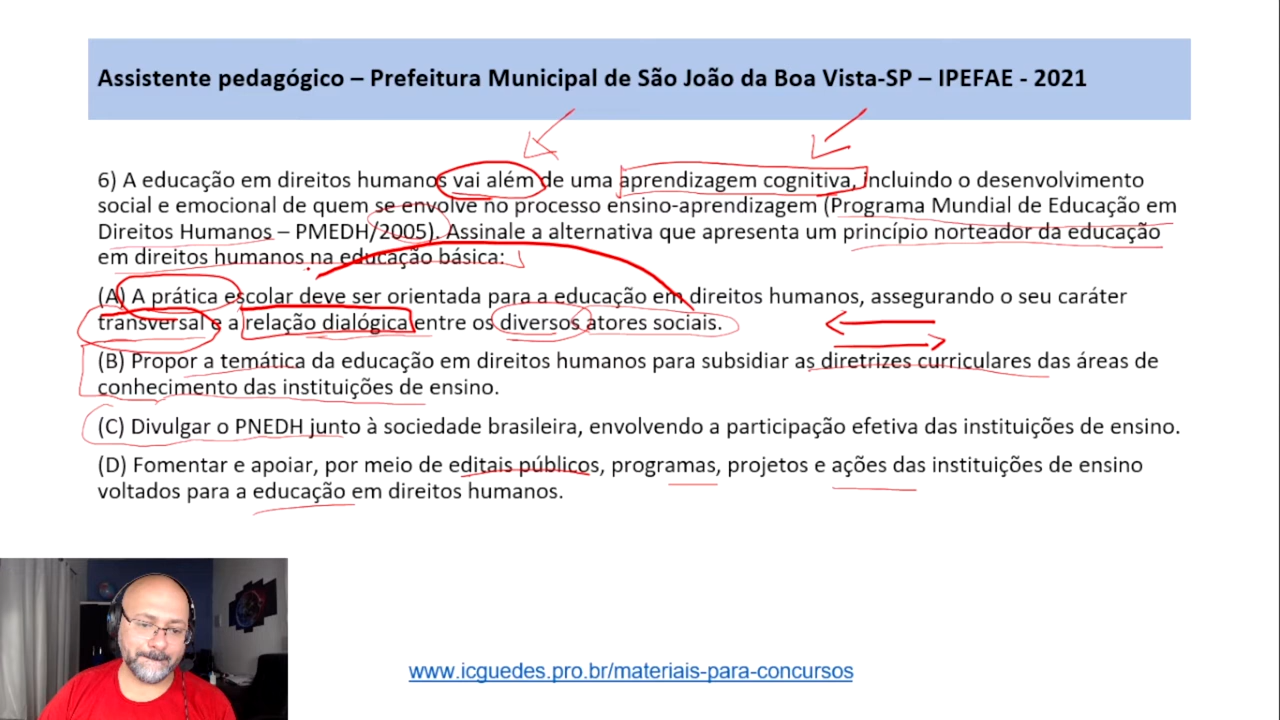 Assistente pedagógico – Prefeitura Municipal de São João da Boa Vista-SP – IPEFAE - 2021
6) A educação em direitos humanos vai além de uma aprendizagem cognitiva, incluindo o desenvolvimento
social e emocional de quem se envolve no processo ensino-aprendizagem (Programa Mundial de Educação em
Direitos Humanos – PMEDH/2005). Assinale a alternativa que apresenta um princípio norteador da educação
em direitos humanos na educação básica:
(A) A prática escolar deve ser orientada para a educação em direitos humanos, assegurando o seu caráter
transversal e a relação dialógica entre os diversos atores sociais.
(B) Propor a temática da educação em direitos humanos para subsidiar as diretrizes curriculares das áreas de
conhecimento das instituições de ensino.
(C) Divulgar o PNEDH junto à sociedade brasileira, envolvendo a participação efetiva das instituições de ensino.
(D) Fomentar e apoiar, por meio de editais públicos, programas, projetos e ações das instituições de ensino
voltados para a educação em direitos humanos.
www.icguedes.pro.br/materiais-para-concursos